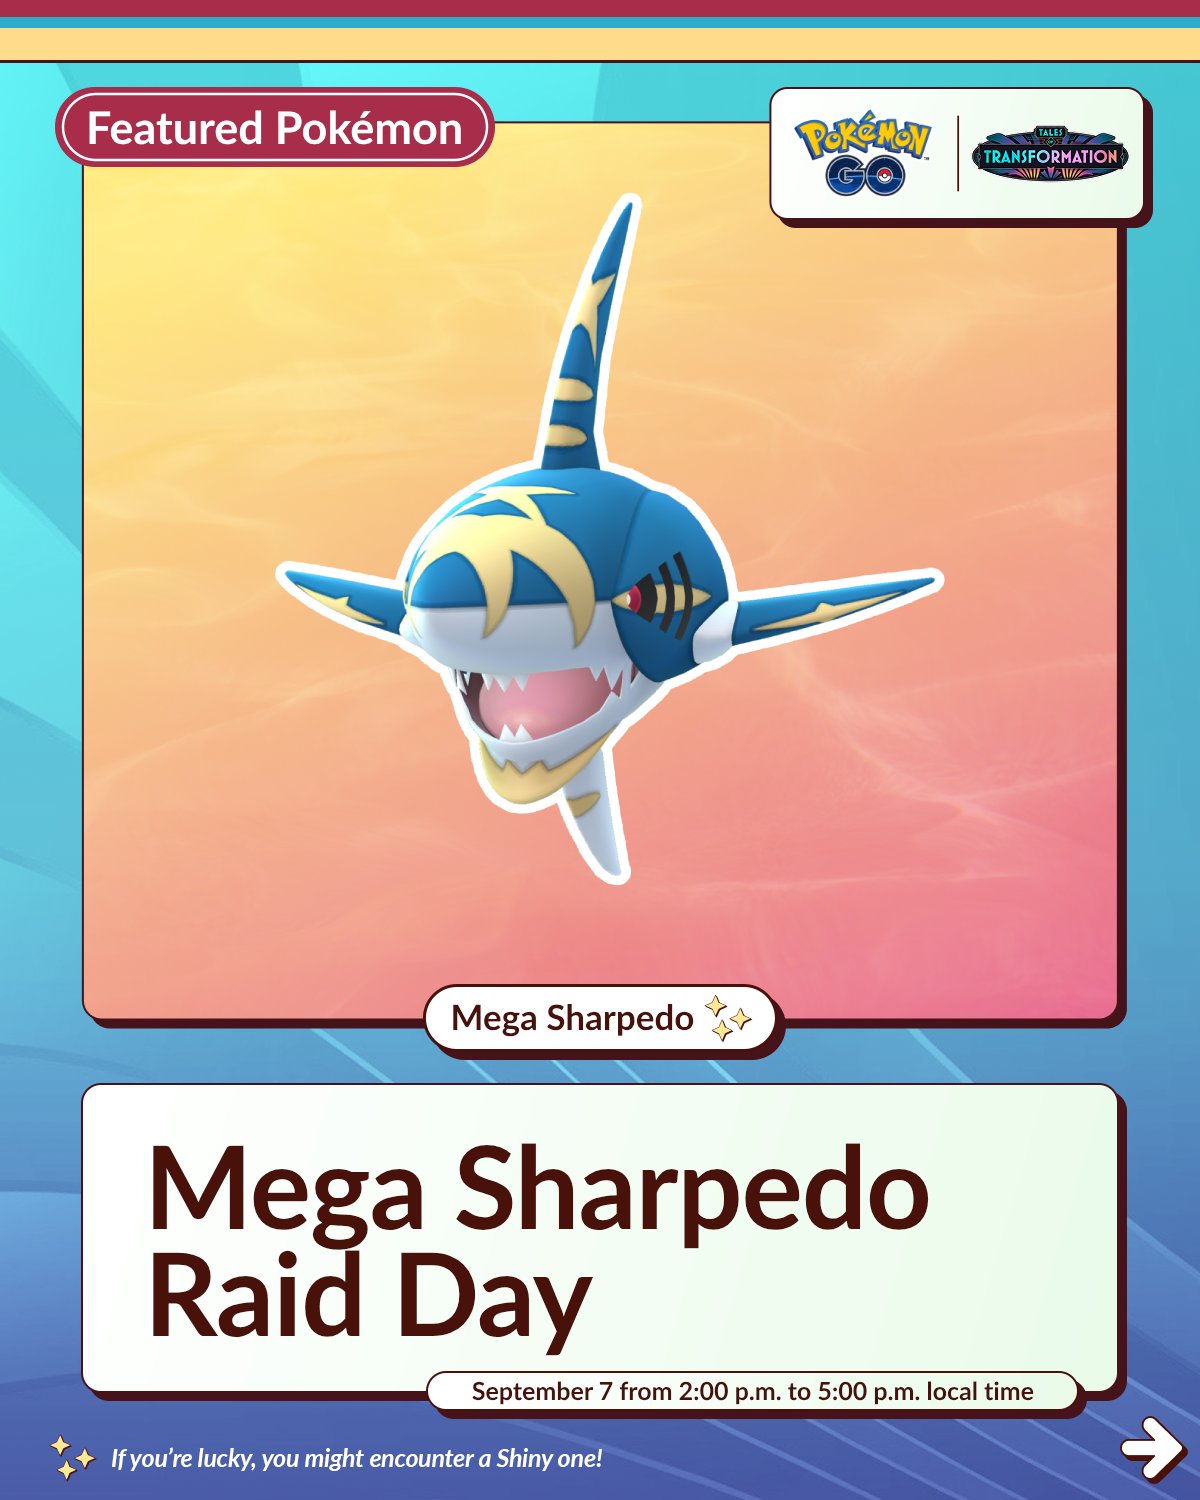 Featured Pokémon
POKÉMON
GO
TALES
OF
TRANSFORMATION
Mega Sharpedo
Mega Sharpedo
Raid Day
September 7 from 2:00 p.m. to 5:00 p.m. local time
If you’re lucky, you might encounter a Shiny one!